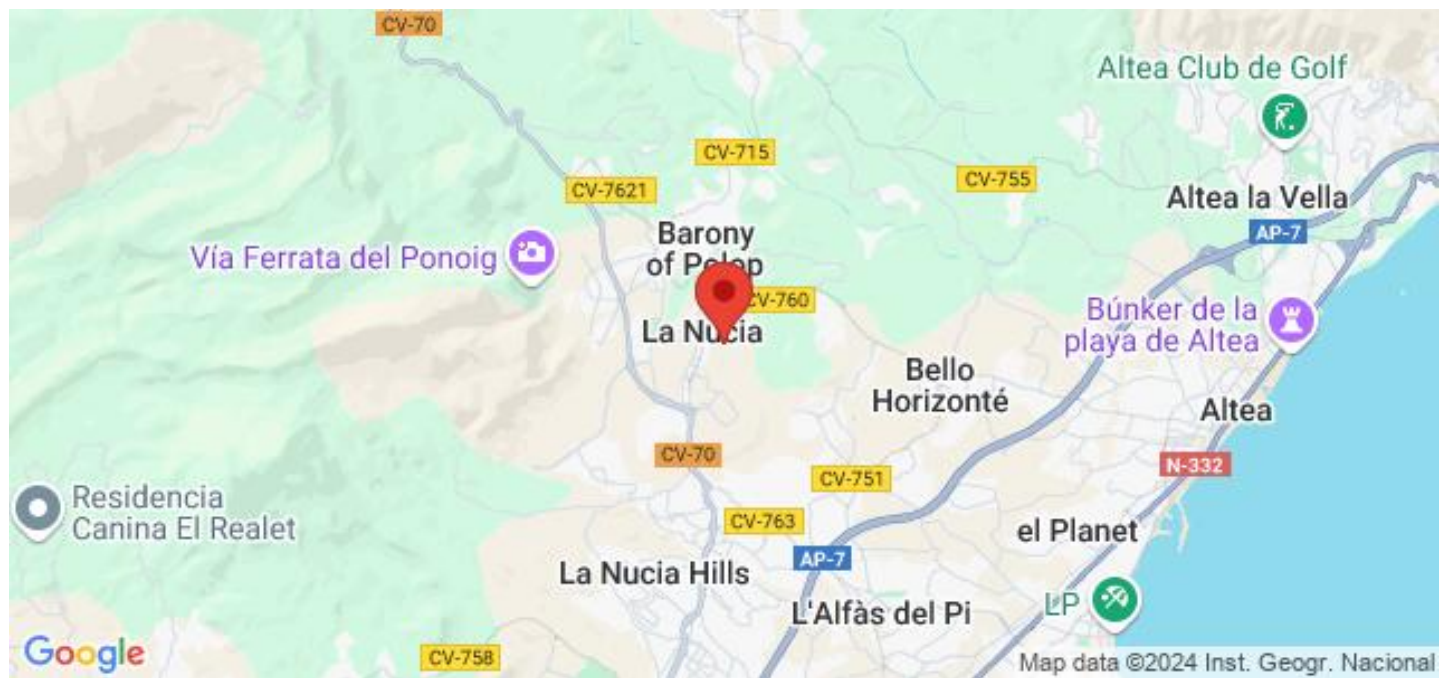 CV-70
Altea Club de Golf
CV-715
CV-755
CV-7621
Altea la Vella
AP-7
Barony
of Polop
Vía Ferrata del Ponoig
CV-760
La Nucia
Búnker de la
playa de Altea
Bello
Horizonté
Altea
CV-70
N-332
CV-751
Residencia
Canina El Realet
CV-763
el Planet
AP-7
La Nucia Hills
LP
L'Alfàs del Pi
Google
CV-758
Map data ©2024 Inst. Geogr. Nacional